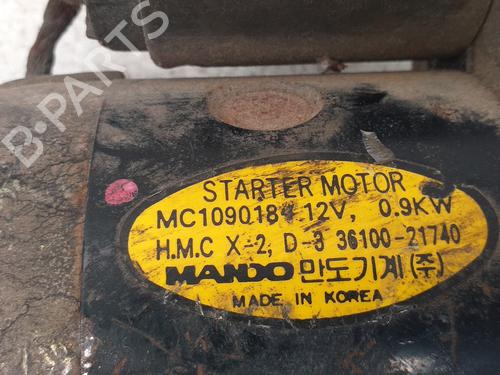 STARTER MOTOR
12V, 0.9KW
H.M.C X-2, D-3 36100-21740
MANDO 만도기계(주)
MADE IN KOREA
B-PARTS
B-PARTS